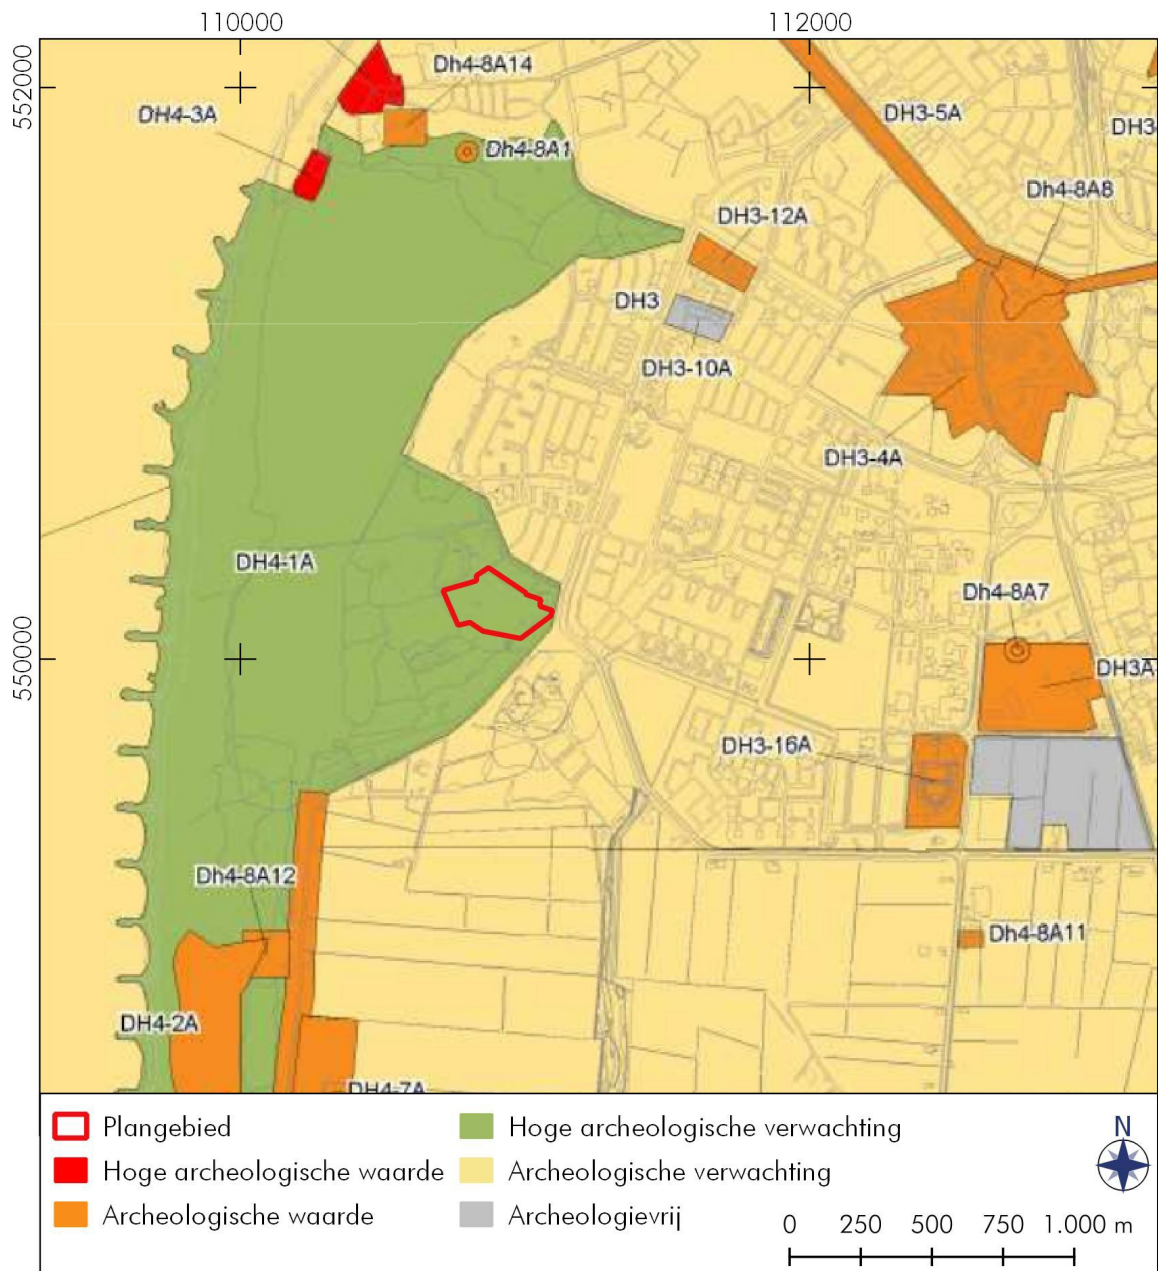 110000
112000
552000
550000
Dh4-8A14
DH4-3A
Dh4-8A1
DH3-5A
DH3-
Dh4-8A8
DH3-12A
DH3
DH3-10A
DH3-4A
DH4-1A
Dh4-8A7
DH3A
DH3-16A
Dh4-8A12
Dh4-8A11
DH4-2A
DH4-7A
Plangebied
Hoge archeologische waarde
Archeologische waarde
Hoge archeologische verwachting
Archeologische verwachting
Archeologievrij
N
0 250 500 750 1.000 m